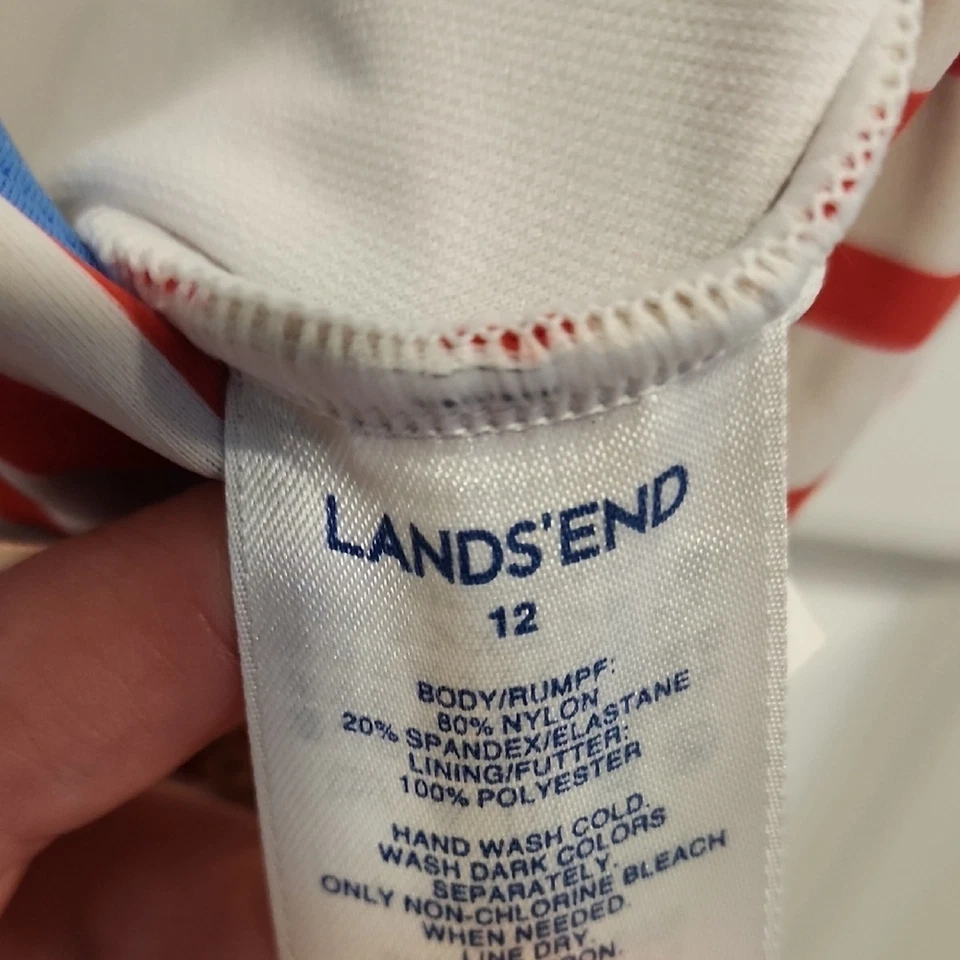 LANDS'END
12
BODY/RUMPF:
80% NYLON
20% SPANDEX/ELASTANE
LINING/FUTTER:
100% POLYESTER
HAND WASH COLD.
WASH DARK COLORS
SEPARATELY.
ONLY NON-CHLORINE BLEACH
WHEN NEEDED.
LINE DRY.